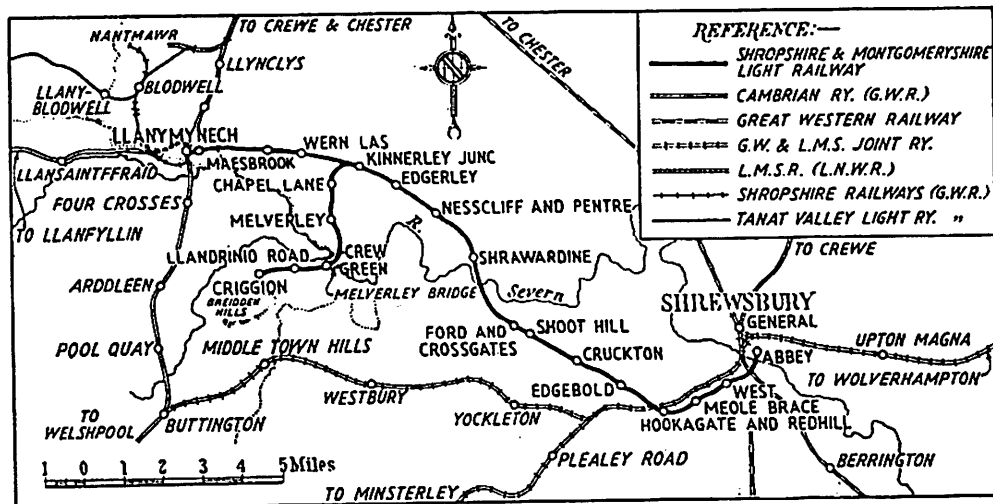 TO CREWE & CHESTER
NANTMAWR
LLYNCLYS
TO CHESTER
LLANY-
BLODWELL
BLODWELL
REFERENCE:—
SHROPSHIRE & MONTGOMERYSHIRE
LIGHT RAILWAY
CAMBRIAN RY. (G.W.R.)
GREAT WESTERN RAILWAY
G.W. & L.M.S. JOINT RY.
L.M.S.R. (L.N.W.R.)
SHROPSHIRE RAILWAYS (G.W.R.)
TANAT VALLEY LIGHT RY. "
LLANYMYNECH
WERN LAS
MAESBROOK
KINNERLEY JUNC
LLANSAINTFFRAID
CHAPEL LANE
EDGERLEY
FOUR CROSSES
MELVERLEY
NESSCLIFF AND PENTRE
TO LLANFYLLIN
R.
TO CREWE
LLANDRINIO ROAD
CREW
GREEN
SHRAWARDINE
CRIGGION
MELVERLEY BRIDGE
Severn
ARDDLEEN
BREIDDEN
HILLS
SHREWSBURY
GENERAL
FORD AND
CROSSGATES
SHOOT HILL
POOL QUAY
MIDDLE TOWN HILLS
CRUCKTON
ABBEY
UPTON MAGNA
TO WOLVERHAMPTON
EDGEBOLD
WESTBURY
WEST
TO
WELSHPOOL
BUTTINGTON
YOCKLETON
MEOLE BRACE
HOOKAGATE AND REDHILL
PLEALEY ROAD
BERRINGTON
1 0 1 2 3 4 5 Miles
TO MINSTERLEY